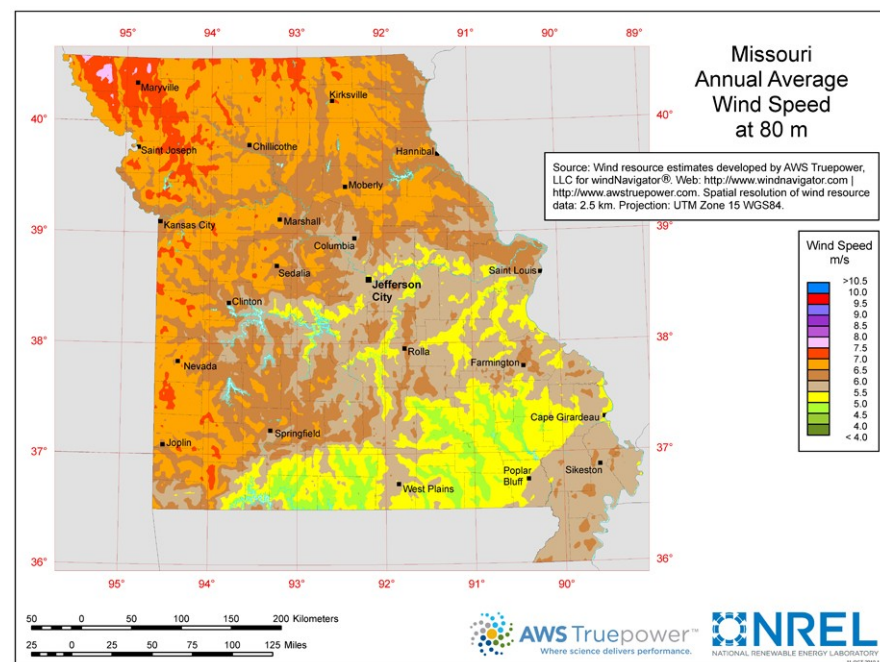 Missouri
Annual Average
Wind Speed
at 80 m
Source: Wind resource estimates developed by AWS Truepower,
LLC for windNavigator®. Web: http://www.windnavigator.com |
http://www.awstruepower.com. Spatial resolution of wind resource
data: 2.5 km. Projection: UTM Zone 15 WGS84.
Wind Speed
m/s
>10.5
10.0
9.5
9.0
8.5
8.0
7.5
7.0
6.5
6.0
5.5
5.0
4.5
4.0
< 4.0
95° 94° 93° 92° 91° 90° 89°
40° 40°
39° 39°
38° 38°
37° 37°
36° 36°
95° 94° 93° 92° 91° 90°
Maryville
Kirksville
Saint Joseph
Chillicothe
Hannibal
Moberly
Kansas City
Marshall
Columbia
Sedalia
Saint Louis
Jefferson
City
Clinton
Rolla
Nevada
Farmington
Cape Girardeau
Joplin
Springfield
Sikeston
Poplar
Bluff
West Plains
50 0 50 100 150 200 Kilometers
25 0 25 50 75 100 125 Miles
AWS Truepower™
Where science delivers performance.
NREL
NATIONAL RENEWABLE ENERGY LABORATORY